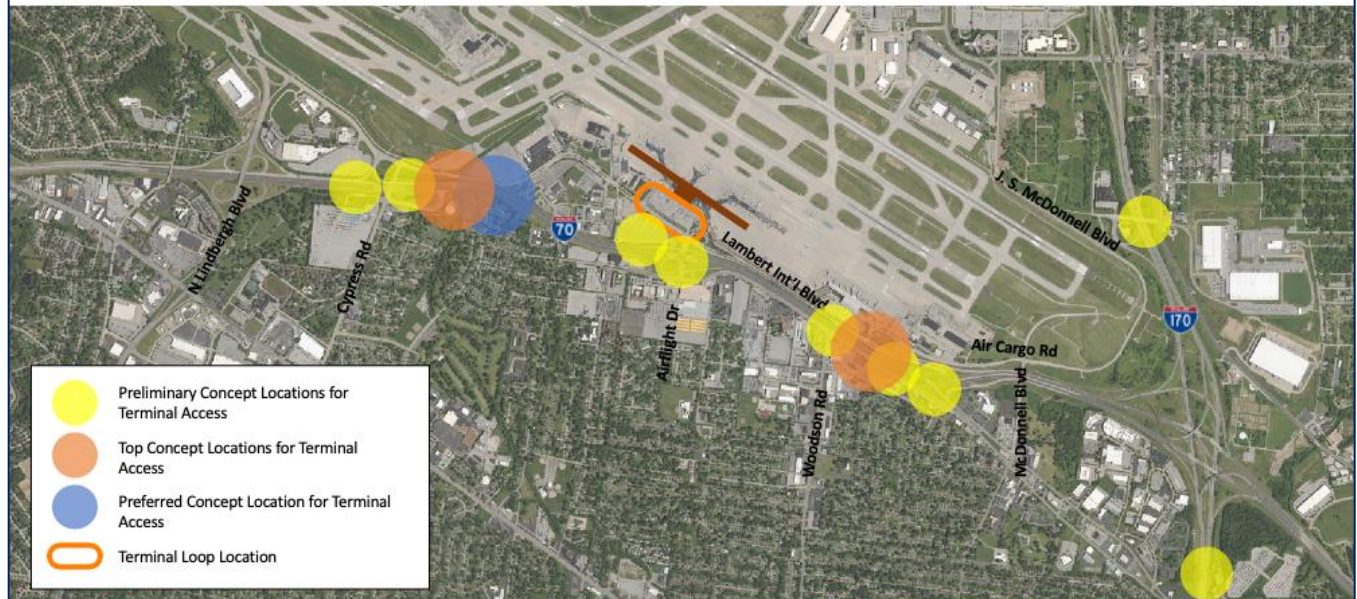 N Lindbergh Blvd
Cypress Rd
70
Airflight Dr
Lambert Int'l Blvd
Woodson Rd
J. S. McDonnell Blvd
170
Air Cargo Rd
McDonnell Blvd
Preliminary Concept Locations for
Terminal Access
Top Concept Locations for Terminal
Access
Preferred Concept Location for Terminal
Access
Terminal Loop Location